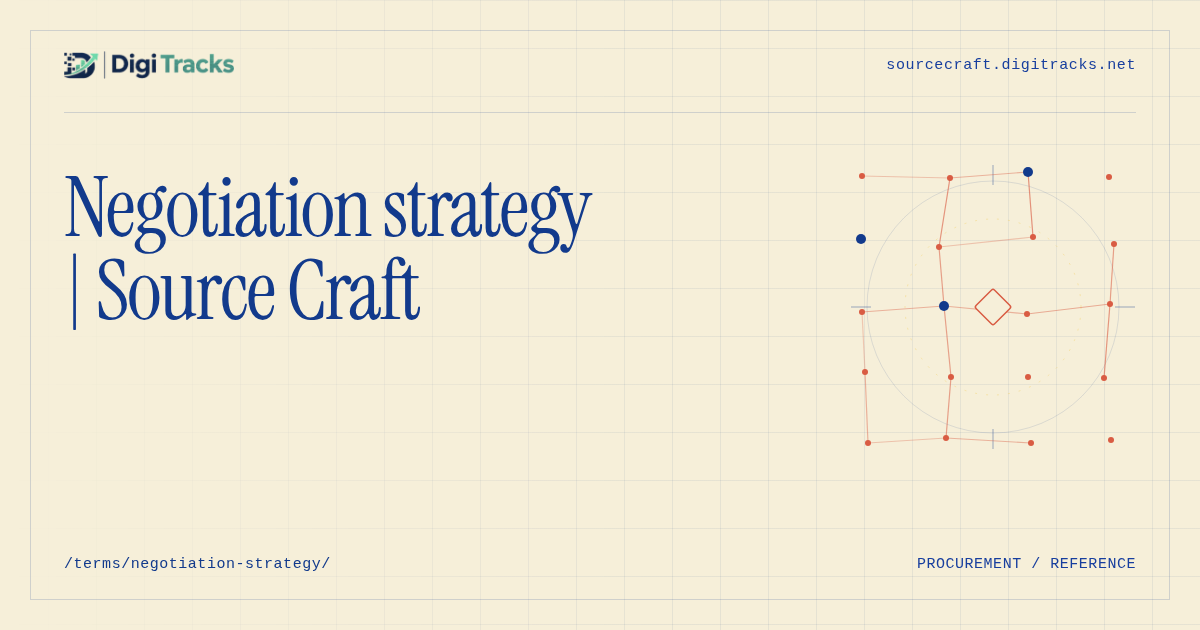 Digi Tracks
sourcecraft.digitracks.net
Negotiation strategy
| Source Craft
/terms/negotiation-strategy/
PROCUREMENT / REFERENCE